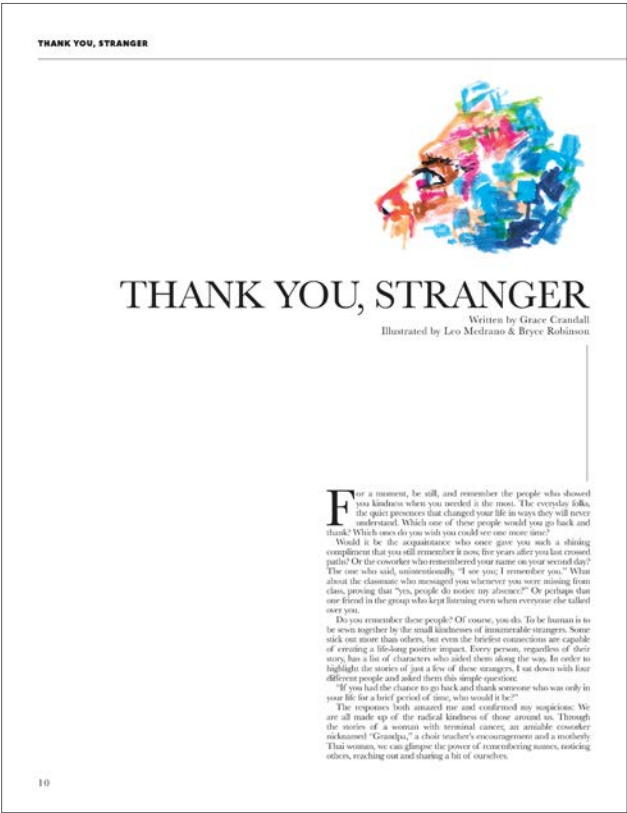 THANK YOU, STRANGER
THANK YOU, STRANGER
Written by Grace Crandall
Illustrated by Leo Medrano & Bryce Robinson
For a moment, be still, and remember the people who showed
you kindness when you needed it the most. The everyday folks,
the quiet presences that changed your life in ways they will never
understand. Which one of these people would you go back and
thank? Which ones do you wish you could see one more time?
Would it be the acquaintance who once gave you such a shining
compliment that you still remember it now, five years after you last crossed
paths? Or the coworker who remembered your name on your second day?
The one who said, unintentionally, “I see you; I remember you.” What
about the classmate who messaged you whenever you were missing from
class, proving that “yes, people do notice my absence?” Or perhaps that
one friend in the group who kept listening even when everyone else talked
over you.
Do you remember these people? Of course, you do. To be human is to
be sewn together by the small kindnesses of innumerable strangers. Some
stick out more than others, but even the briefest connections are capable
of creating a life-long positive impact. Every person, regardless of their
story, has a list of characters who aided them along the way. In order to
highlight the stories of just a few of these strangers, I sat down with four
different people and asked them this simple question:
“If you had the chance to go back and thank someone who was only in
your life for a brief period of time, who would it be?”
The responses both amazed me and confirmed my suspicions: We
are all made up of the radical kindness of those around us. Through
the stories of a woman with terminal cancer, an amiable coworker
nicknamed “Grandpa,” a choir teacher’s encouragement and a motherly
Thai woman, we can glimpse the power of remembering names, noticing
others, reaching out and sharing a bit of ourselves.
10